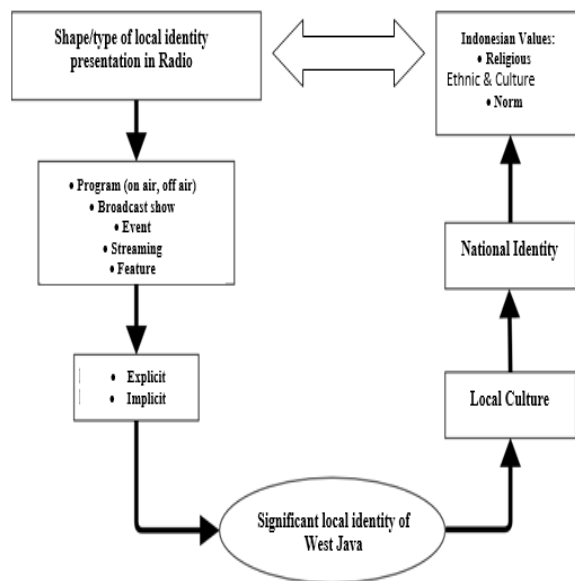 Shape/type of local identity
presentation in Radio
Indonesian Values:
• Religious
Ethnic & Culture
• Norm
• Program (on air, off air)
• Broadcast show
• Event
• Streaming
• Feature
National Identity
• Explicit
• Implicit
Local Culture
Significant local identity of
West Java